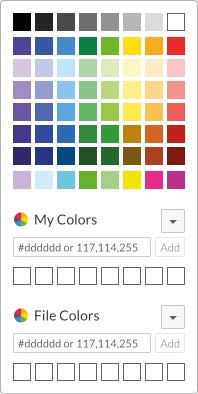 My Colors
#dddddd or 117,114,255
Add
File Colors
#dddddd or 117,114,255
Add